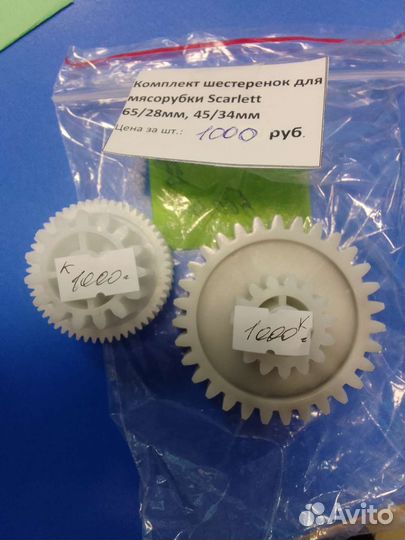 Комплект шестеренок для
мясорубки Scarlett
65/28мм, 45/34мм
Цена за шт.: 1000 руб.
к
1000=
1000 к
=
Avito